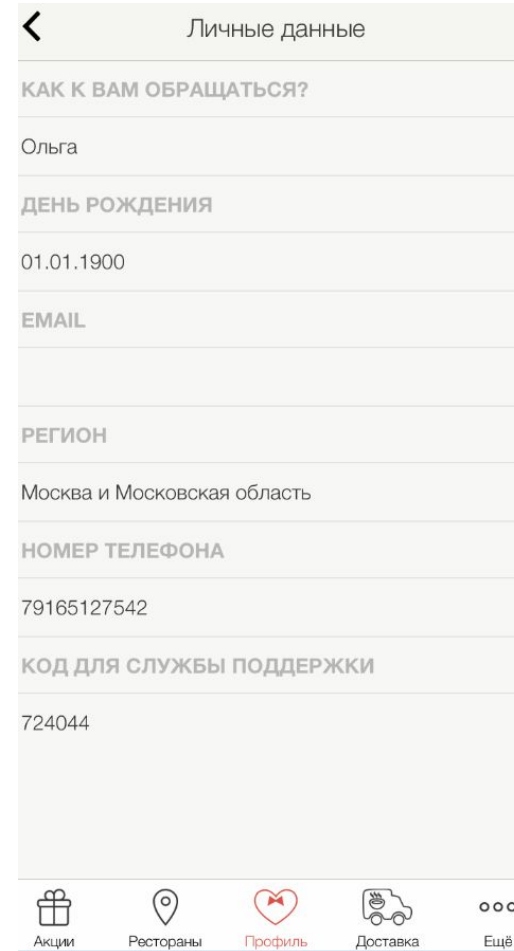 Личные данные
КАК К ВАМ ОБРАЩАТЬСЯ?
Ольга
ДЕНЬ РОЖДЕНИЯ
01.01.1900
EMAIL
РЕГИОН
Москва и Московская область
НОМЕР ТЕЛЕФОНА
79165127542
КОД ДЛЯ СЛУЖБЫ ПОДДЕРЖКИ
724044
Акции Рестораны Профиль Доставка Ещё